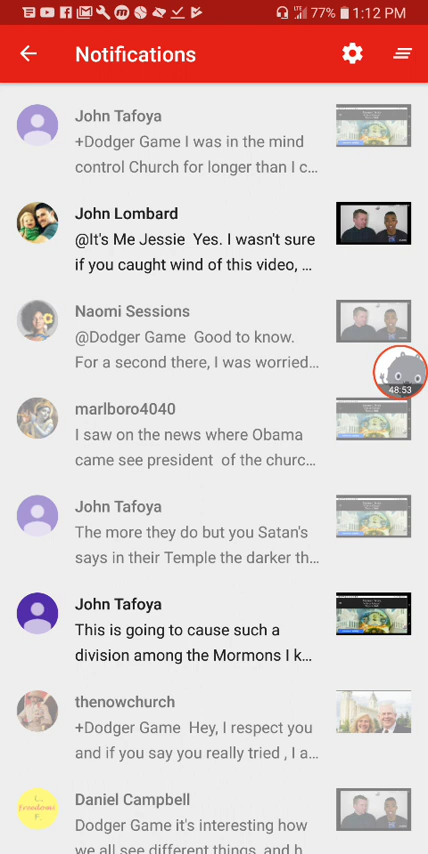 77% 1:12 PM
Notifications
John Tafoya
+Dodger Game I was in the mind
control Church for longer than I c...
John Lombard
@It's Me Jessie Yes. I wasn't sure
if you caught wind of this video, ...
Naomi Sessions
@Dodger Game Good to know.
For a second there, I was worried...
48:53
marlboro4040
I saw on the news where Obama
came see president of the churc...
John Tafoya
The more they do but you Satan's
says in their Temple the darker th...
John Tafoya
This is going to cause such a
division among the Mormons I k...
thenowchurch
+Dodger Game Hey, I respect you
and if you say you really tried , I a...
Daniel Campbell
Dodger Game it's interesting how
we all see different things, and h